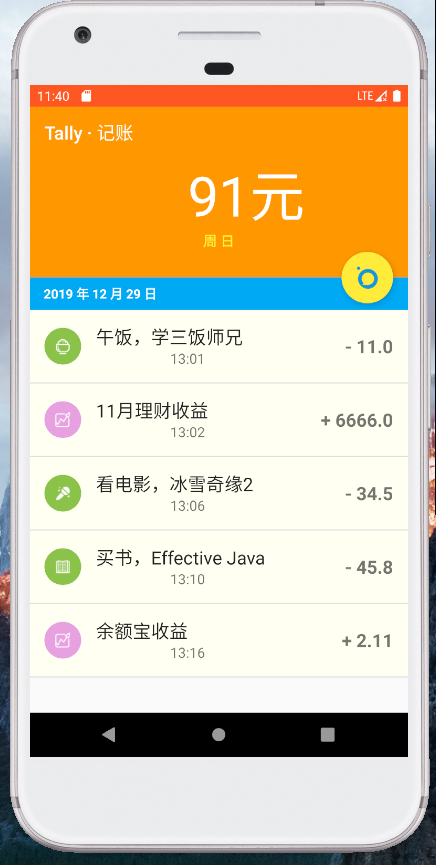 11:40 LTE
Tally · 记账
91元
周日
2019 年 12 月 29 日
午饭，学三饭师兄
13:01
- 11.0
11月理财收益
13:02
+ 6666.0
看电影，冰雪奇缘2
13:06
- 34.5
买书，Effective Java
13:10
- 45.8
余额宝收益
13:16
+ 2.11